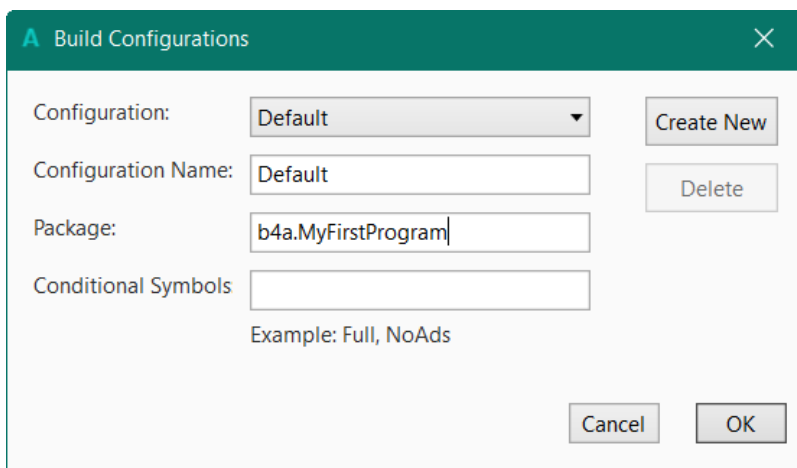 A Build Configurations
Configuration: Default Create New
Configuration Name: Default Delete
Package: b4a.MyFirstProgram
Conditional Symbols
Example: Full, NoAds
Cancel OK